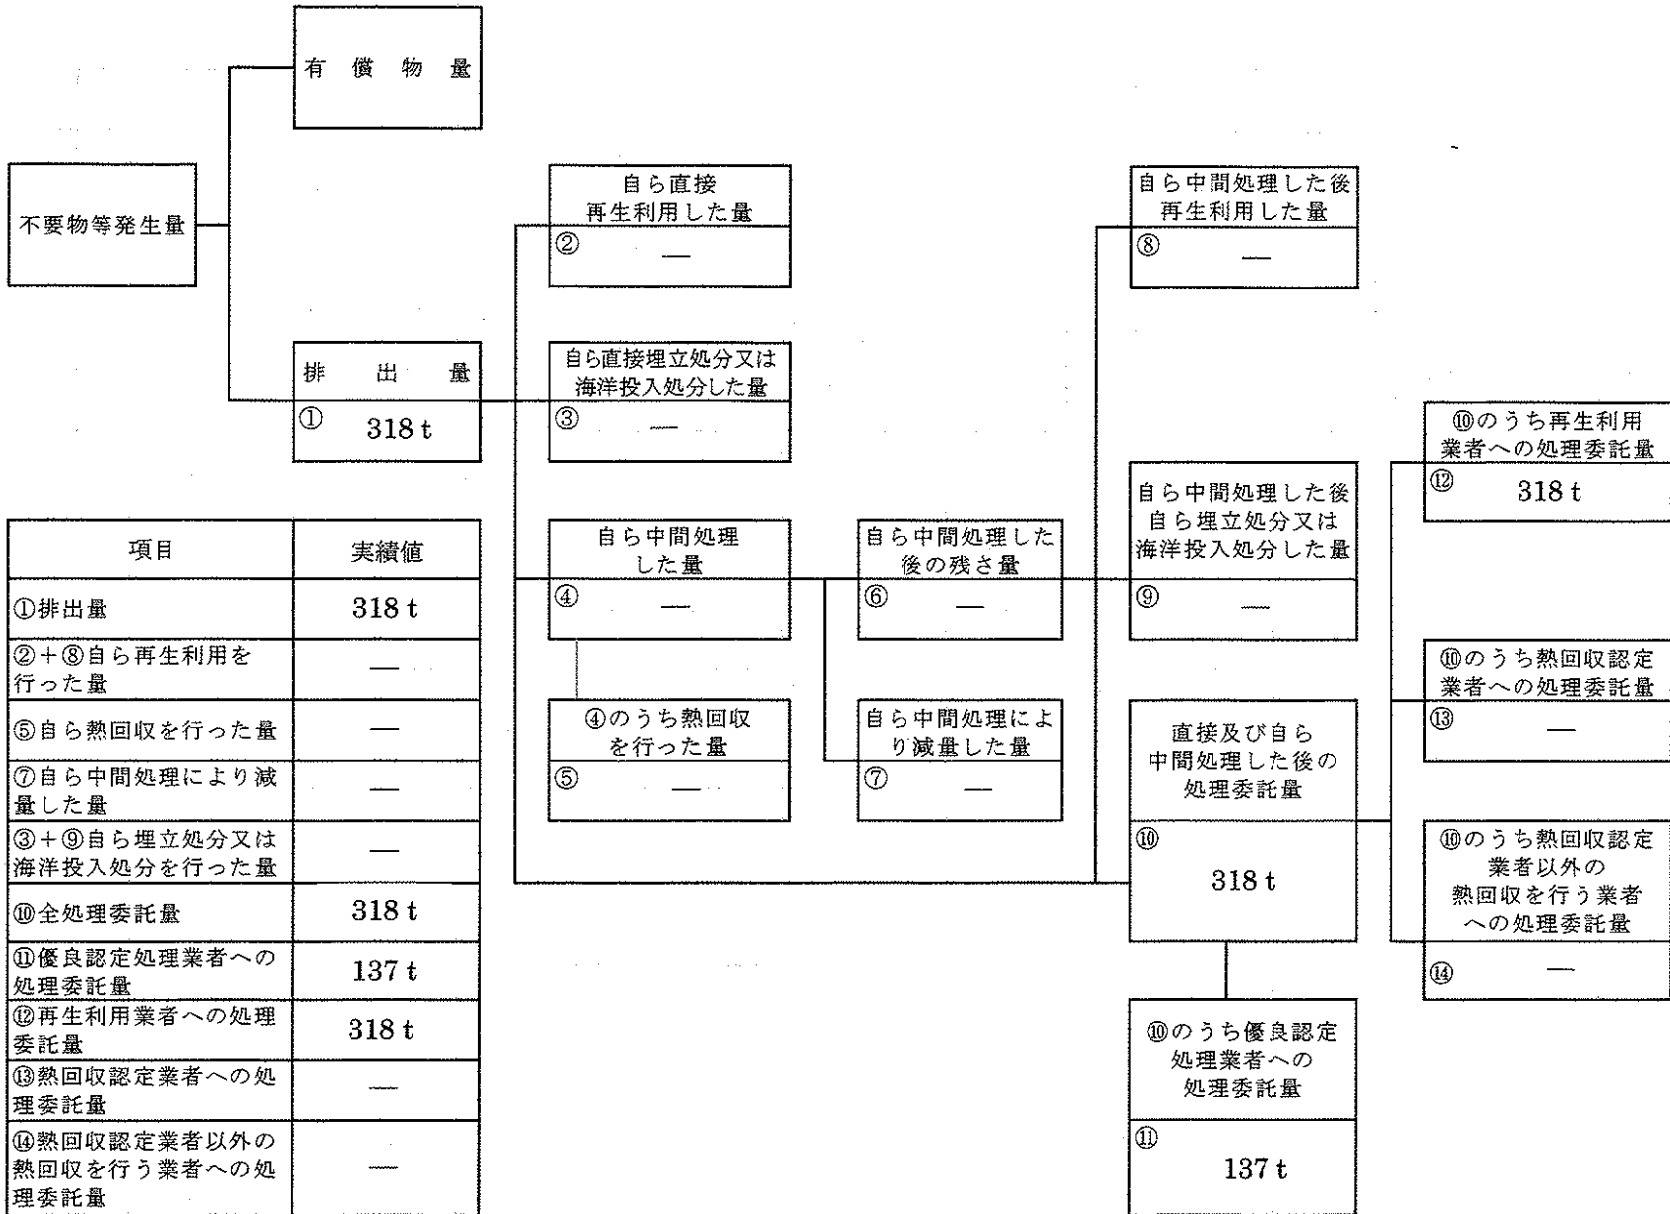 有償物量
不要物等発生量
排出量
①
318 t
自ら直接
再生利用した量
②
—
自ら直接埋立処分又は
海洋投入処分した量
③
—
自ら中間処理
した量
④
—
④のうち熱回収
を行った量
⑤
—
自ら中間処理した
後の残さ量
⑥
—
自ら中間処理によ
り減量した量
⑦
—
自ら中間処理した後
再生利用した量
⑧
—
自ら中間処理した後
自ら埋立処分又は
海洋投入処分した量
⑨
—
直接及び自ら
中間処理した後の
処理委託量
⑩
318 t
⑩のうち優良認定
処理業者への
処理委託量
⑪
137 t
⑩のうち再生利用
業者への処理委託量
⑫
318 t
⑩のうち熱回収認定
業者への処理委託量
⑬
—
⑩のうち熱回収認定
業者以外の
熱回収を行う業者
への処理委託量
⑭
—
項目 実績値
①排出量 318 t
②+⑧自ら再生利用を
行った量
—
⑤自ら熱回収を行った量 —
⑦自ら中間処理により減
量した量
—
③+⑨自ら埋立処分又は
海洋投入処分を行った量
—
⑩全処理委託量 318 t
⑪優良認定処理業者への
処理委託量
137 t
⑫再生利用業者への処理
委託量
318 t
⑬熱回収認定業者への処
理委託量
—
⑭熱回収認定業者以外の
熱回収を行う業者への処
理委託量
—